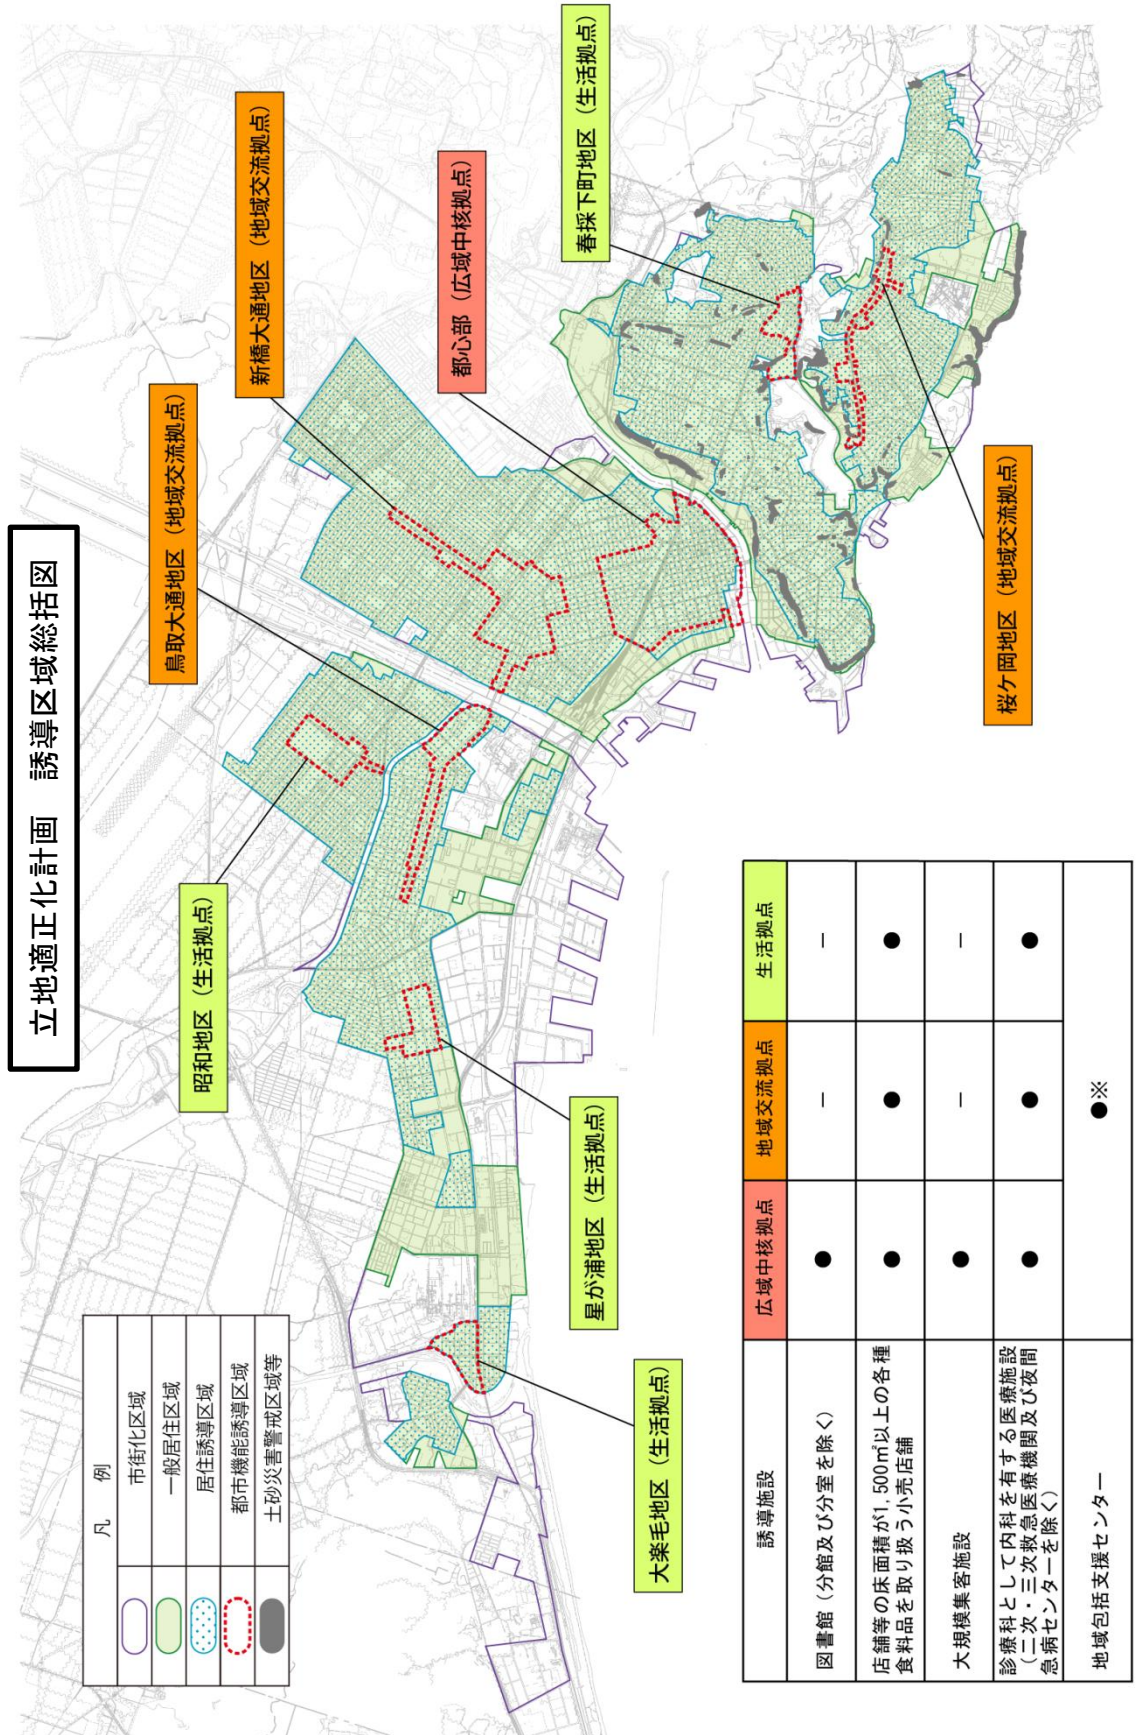 立地適正化計画　誘導区域総括図
新橋大通地区（地域交流拠点）
鳥取大通地区（地域交流拠点）
都心部（広域中核拠点）
春採下町地区（生活拠点）
昭和地区（生活拠点）
星が浦地区（生活拠点）
大楽毛地区（生活拠点）
桜ケ岡地区（地域交流拠点）
凡　例
市街化区域
一般居住区域
居住誘導区域
都市機能誘導区域
土砂災害警戒区域等
誘導施設 広域中核拠点 地域交流拠点 生活拠点
図書館（分館及び分室を除く） ● － －
店舗等の床面積が1,500㎡以上の各種
食料品を取り扱う小売店舗 ● ● ●
大規模集客施設 ● － －
診療科として内科を有する医療施設
（二次・三次救急医療機関及び夜間
急病センターを除く） ● ● ●
地域包括支援センター ●※